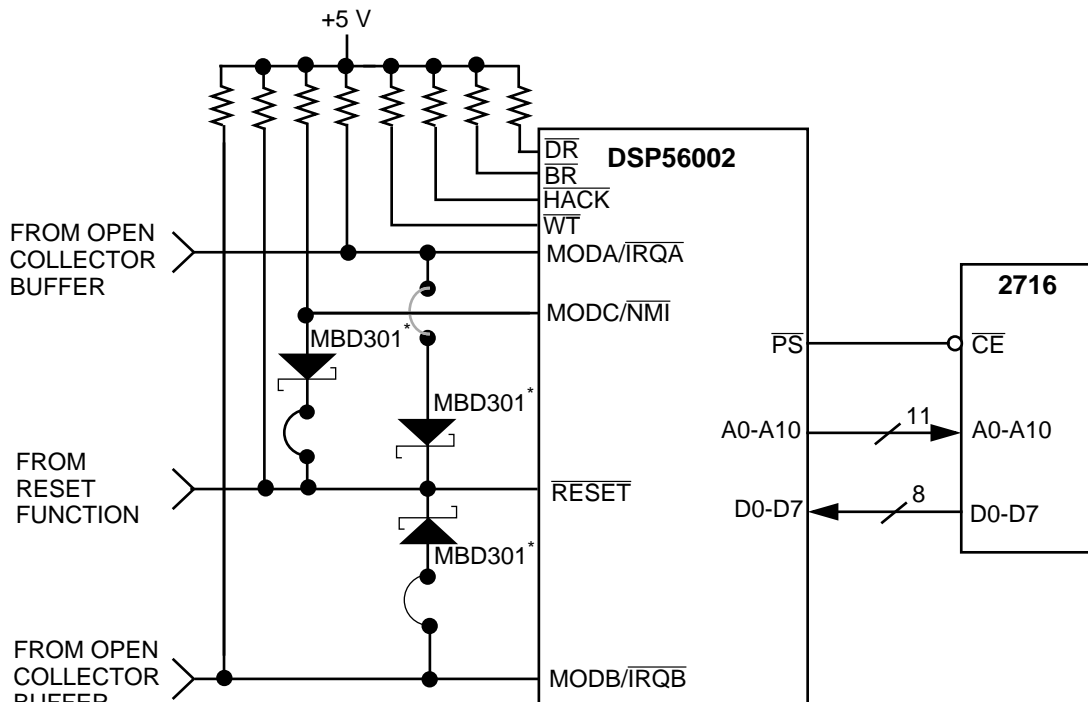 +5 V
DR
DSP56002
BR
HACK
WT
FROM OPEN
COLLECTOR
BUFFER
MODA/IRQA
2716
MODC/NMI
MBD301*
PS
CE
MBD301*
11
A0-A10
A0-A10
FROM
RESET
FUNCTION
RESET
8
D0-D7
D0-D7
MBD301*
FROM OPEN
COLLECTOR
BUFFER
MODB/IRQB